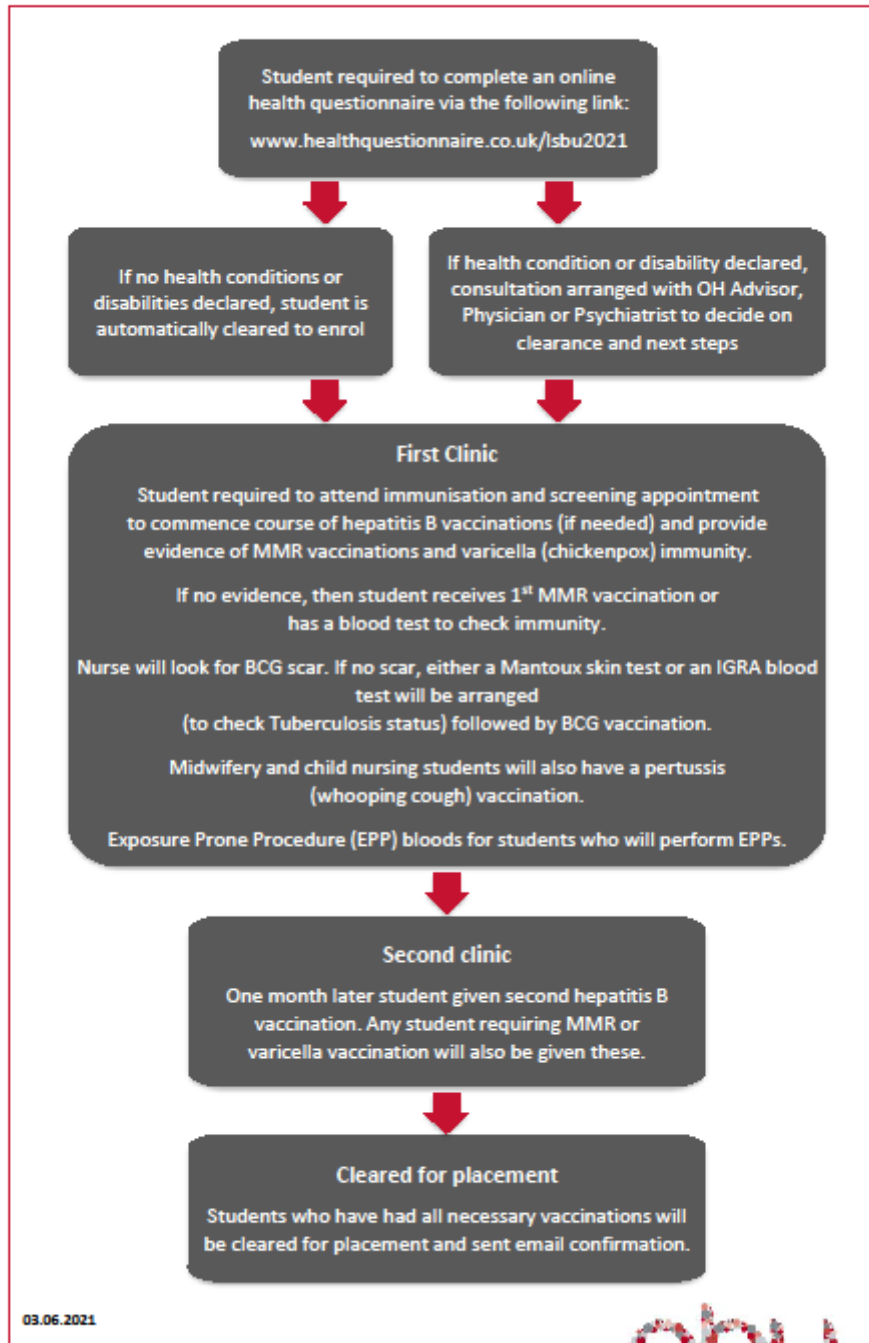 Student required to complete an online
health questionnaire via the following link:
www.healthquestionnaire.co.uk/lsbu2021
If no health conditions or
disabilities declared, student is
automatically cleared to enrol
If health condition or disability declared,
consultation arranged with OH Advisor,
Physician or Psychiatrist to decide on
clearance and next steps
First Clinic
Student required to attend immunisation and screening appointment
to commence course of hepatitis B vaccinations (if needed) and provide
evidence of MMR vaccinations and varicella (chickenpox) immunity.
If no evidence, then student receives 1st MMR vaccination or
has a blood test to check immunity.
Nurse will look for BCG scar. If no scar, either a Mantoux skin test or an IGRA blood
test will be arranged
(to check Tuberculosis status) followed by BCG vaccination.
Midwifery and child nursing students will also have a pertussis
(whooping cough) vaccination.
Exposure Prone Procedure (EPP) bloods for students who will perform EPPs.
Second clinic
One month later student given second hepatitis B
vaccination. Any student requiring MMR or
varicella vaccination will also be given these.
Cleared for placement
Students who have had all necessary vaccinations will
be cleared for placement and sent email confirmation.
03.06.2021